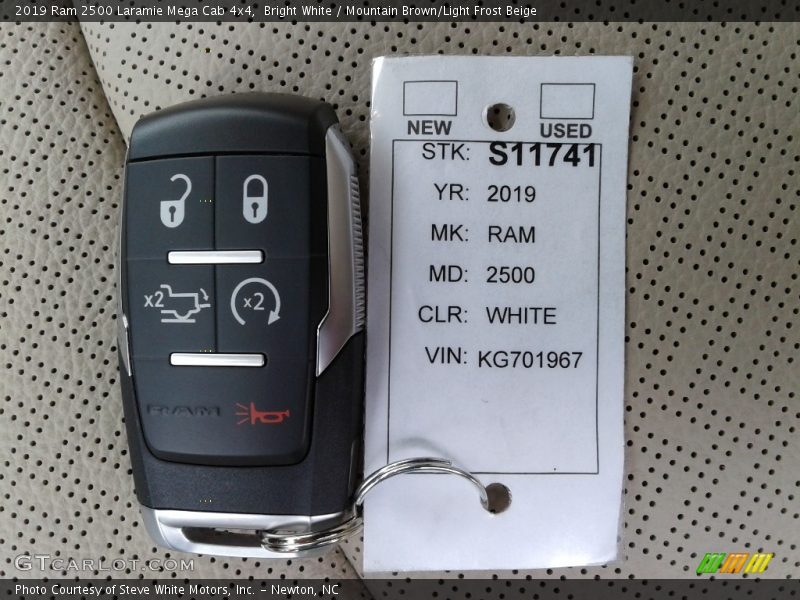 2019 Ram 2500 Laramie Mega Cab 4x4, Bright White / Mountain Brown/Light Frost Beige
NEW USED
STK: S11741
YR: 2019
MK: RAM
MD: 2500
CLR: WHITE
VIN: KG701967
x2 x2
RAM
GTCARLOT.COM
Photo Courtesy of Steve White Motors, Inc. - Newton, NC